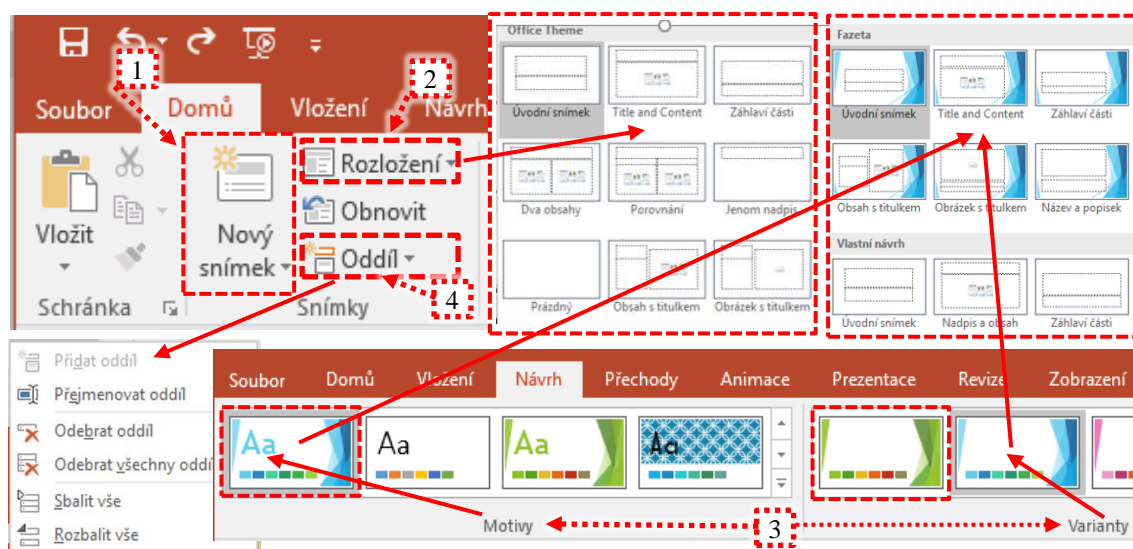 1
2
Soubor Domů Vložení Návrh
Vložit
Nový
snímek
Rozložení
Obnovit
Oddíl
4
Schránka Snímky
Office Theme
Úvodní snímek Title and Content Záhlaví části
Dva obsahy Porovnání Jenom nadpis
Prázdný Obsah s titulkem Obrázek s titulkem
Fazeta
Úvodní snímek Title and Content Záhlaví části
Obsah s titulkem Obrázek s titulkem Název a popisek
Vlastní návrh
Úvodní snímek Nadpis a obsah Záhlaví části
Přidat oddíl
Přejmenovat oddíl
Odebrat oddíl
Odebrat všechny oddí
Sbalit vše
Rozbalit vše
Soubor Domů Vložení Návrh Přechody Animace Prezentace Revize Zobrazení
Aa Aa Aa Aa
Motivy 3 Varianty